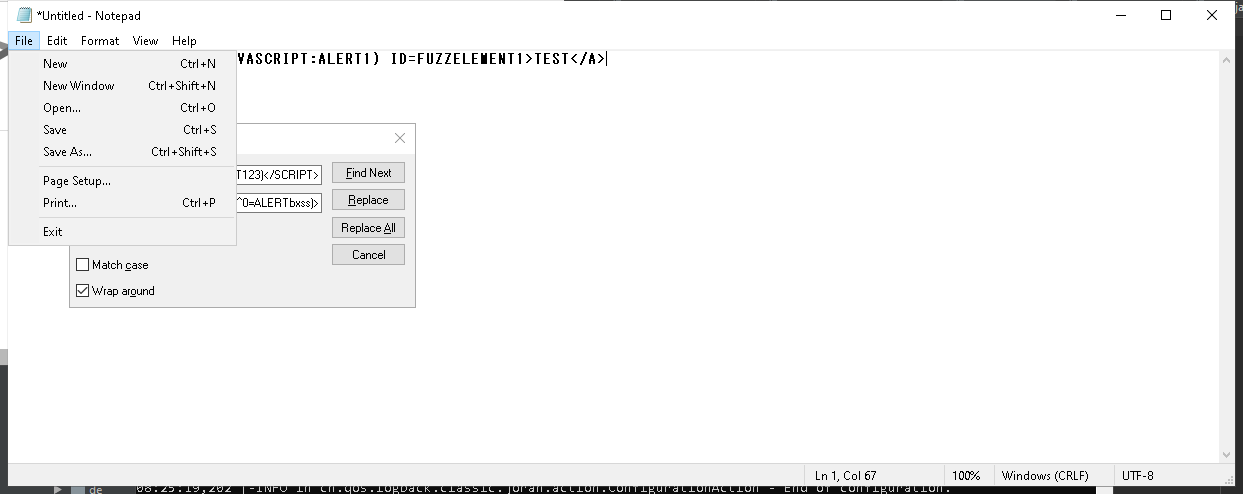 *Untitled - Notepad
File Edit Format View Help
VASCRIPT:ALERT1) ID=FUZZELEMENT1>TEST</A>
New Ctrl+N
New Window Ctrl+Shift+N
Open... Ctrl+O
Save Ctrl+S
Save As... Ctrl+Shift+S
Page Setup...
Print... Ctrl+P
Exit
T123)</SCRIPT>
Find Next
^0=ALERTbxss)>
Replace
Replace All
Cancel
Match case
Wrap around
Ln 1, Col 67 100% Windows (CRLF) UTF-8
de 08:25:19,202 |-INFO in ch.qos.logback.classic.joran.action.ConfigurationAction - End of configuration.